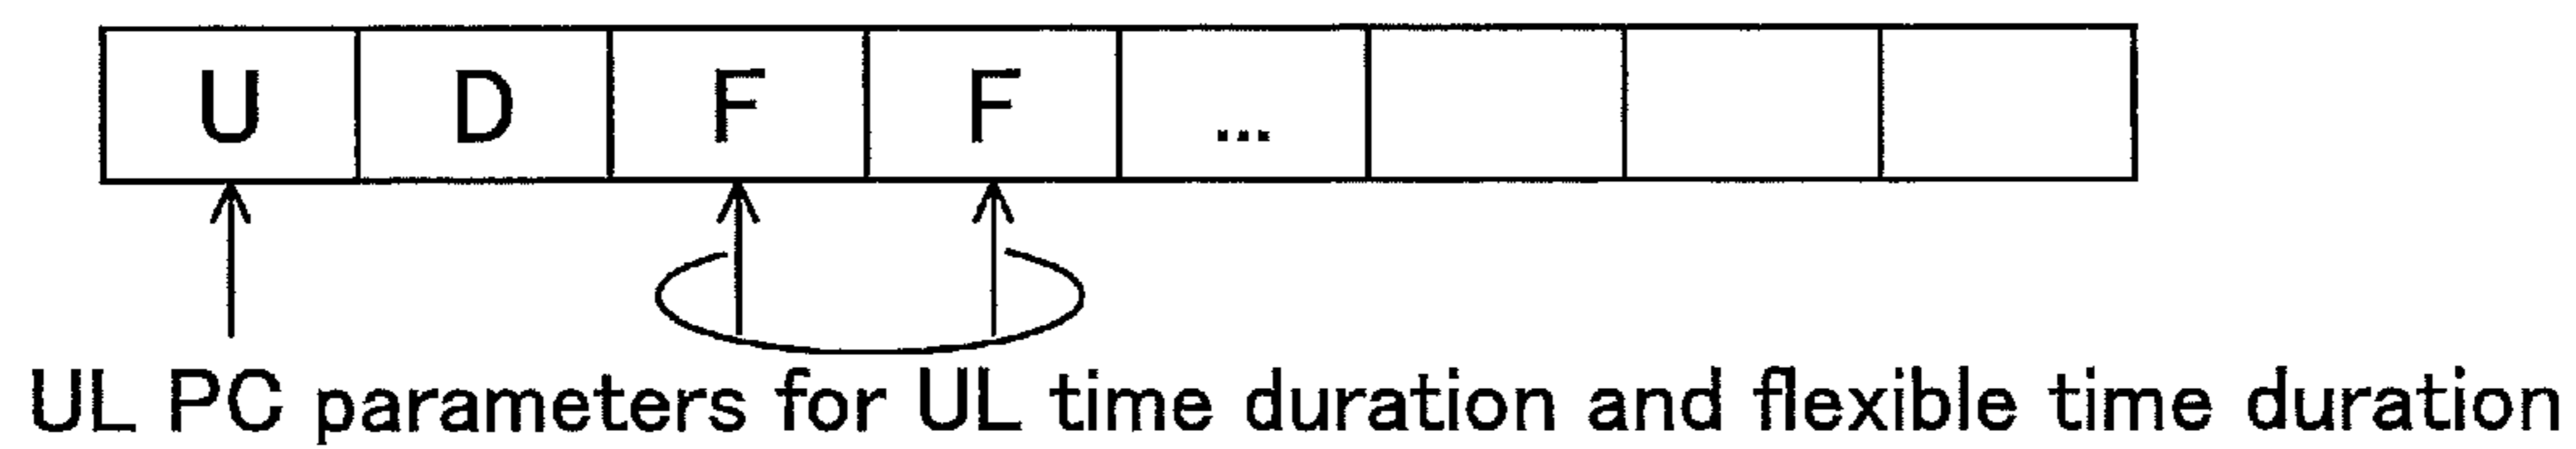 U D F F ...
UL PC parameters for UL time duration and flexible time duration